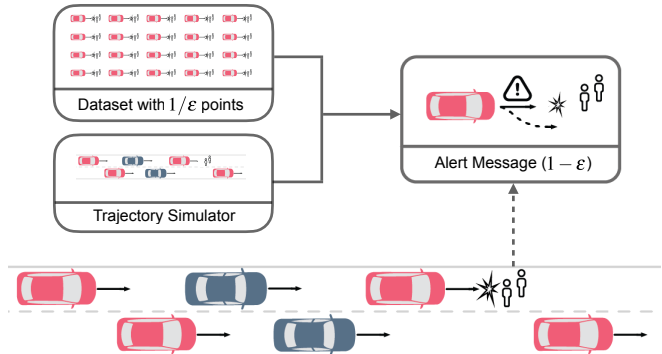 Dataset with 1/ε points
Trajectory Simulator
Alert Message (1 − ε)